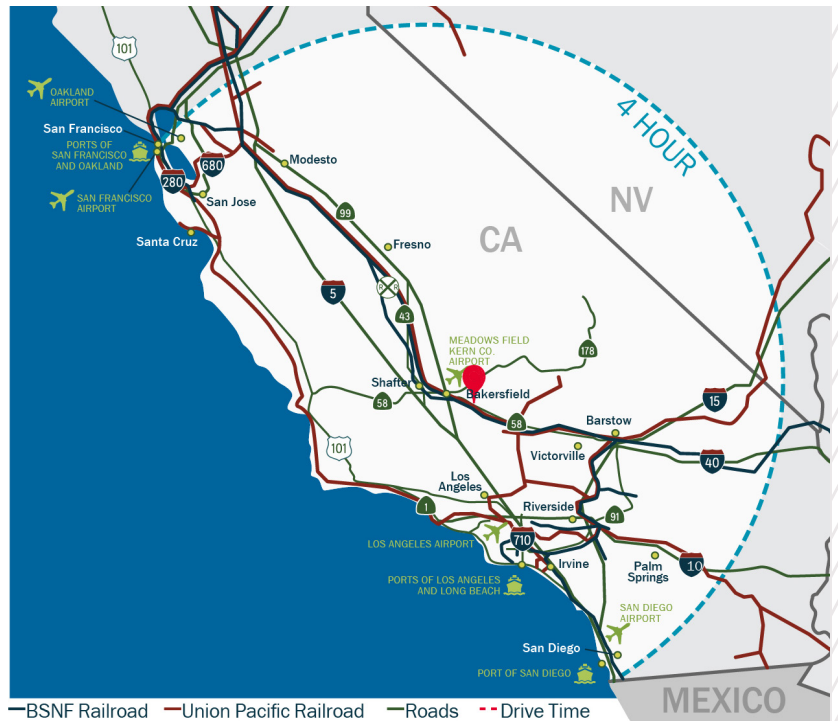 101
OAKLAND
AIRPORT
San Francisco
PORTS OF
SAN FRANCISCO
AND OAKLAND
680
280
SAN FRANCISCO
AIRPORT
San Jose
Santa Cruz
Modesto
99
Fresno
4 HOUR
NV
CA
5
R R
43
MEADOWS FIELD
KERN CO.
AIRPORT
178
Shafter
Bakersfield
58
58
15
Barstow
Victorville
40
101
Los
Angeles
Riverside
1
91
LOS ANGELES AIRPORT
710
Irvine
Palm
Springs
10
PORTS OF LOS ANGELES
AND LONG BEACH
SAN DIEGO
AIRPORT
San Diego
PORT OF SAN DIEGO
MEXICO
BSNF Railroad
Union Pacific Railroad
Roads
Drive Time